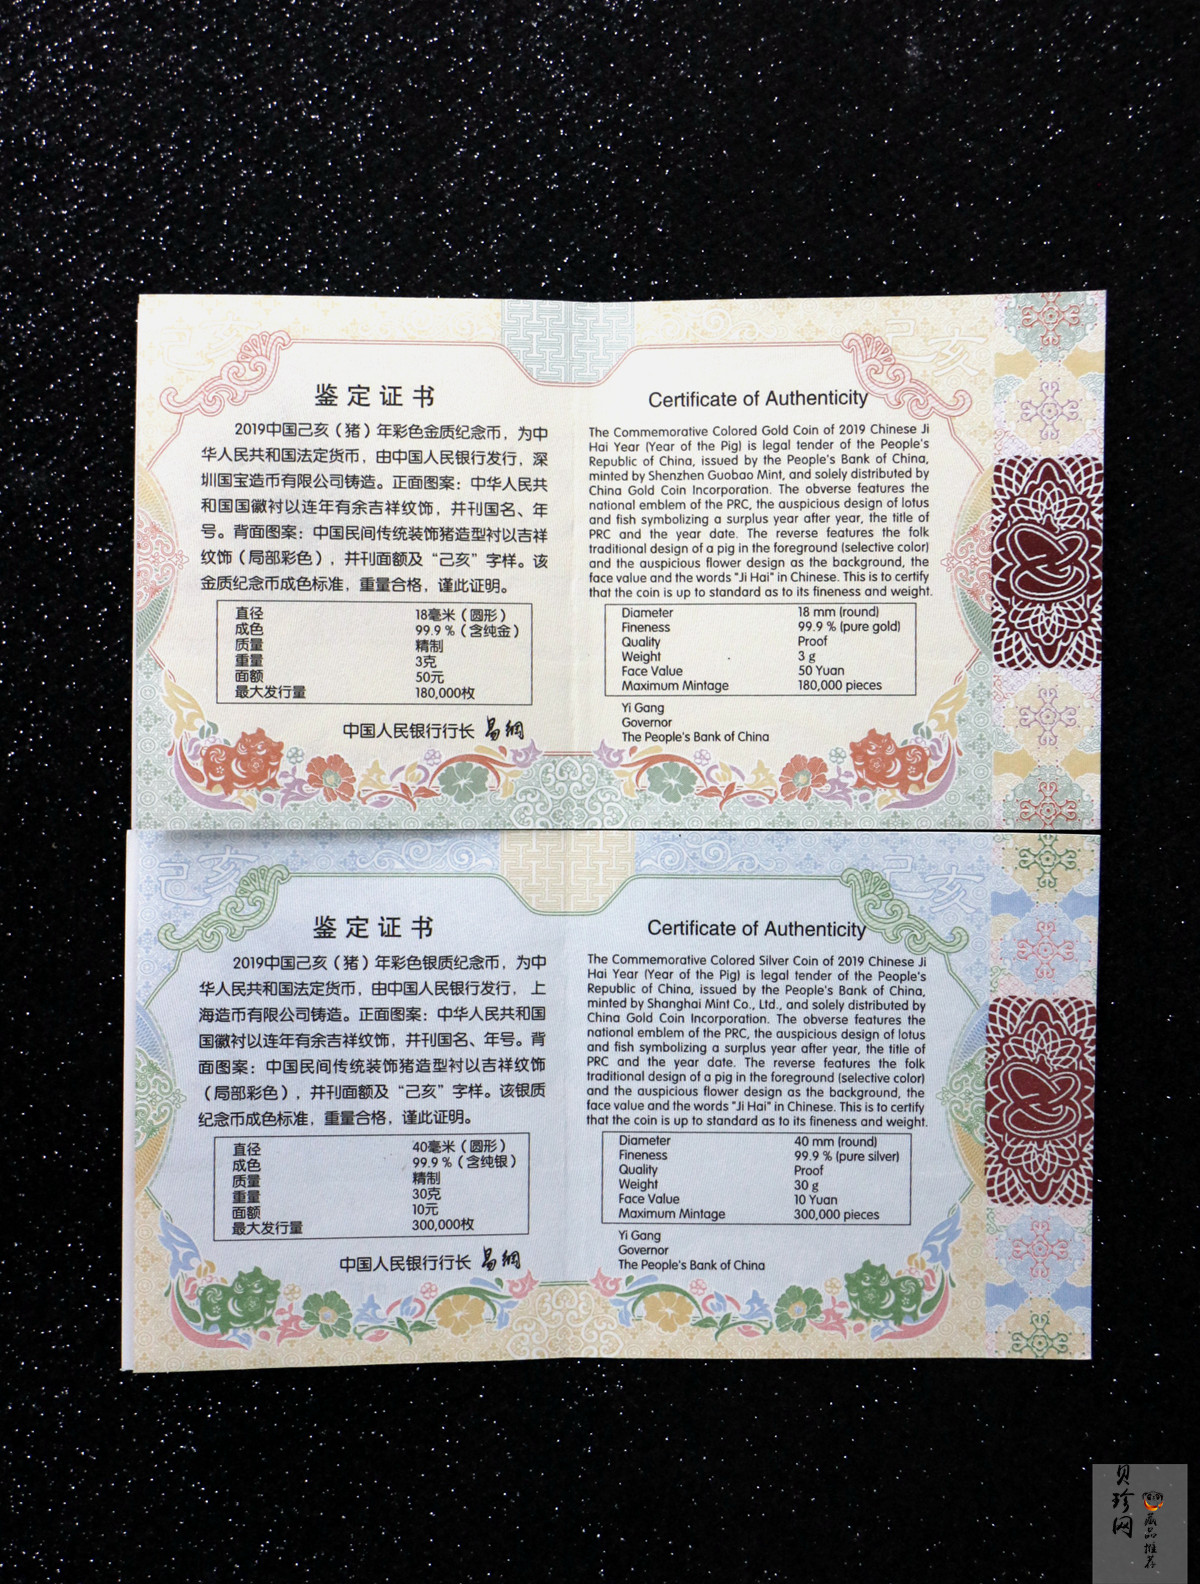 己亥
己亥
鉴定证书
2019中国己亥（猪）年彩色金质纪念币，为中
华人民共和国法定货币，由中国人民银行发行，深
圳国宝造币有限公司铸造。正面图案：中华人民共
和国国徽衬以连年有余吉祥纹饰，并刊国名、年
号。背面图案：中国民间传统装饰猪造型衬以吉祥
纹饰（局部彩色），并刊面额及“己亥”字样。该
金质纪念币成色标准，重量合格，谨此证明。
直径 18毫米（圆形）
成色 99.9％（含纯金）
质量 精制
重量 3克
面额 50元
最大发行量 180,000枚
中国人民银行行长 易纲
Certificate of Authenticity
The Commemorative Colored Gold Coin of 2019 Chinese Ji
Hai Year (Year of the Pig) is legal tender of the People's
Republic of China, issued by the People's Bank of China,
minted by Shenzhen Guobao Mint, and solely distributed by
China Gold Coin Incorporation. The obverse features the
national emblem of the PRC, the auspicious design of lotus
and fish symbolizing a surplus year after year, the title of
PRC and the year date. The reverse features the folk
traditional design of a pig in the foreground (selective color)
and the auspicious flower design as the background, the
face value and the words "Ji Hai" in Chinese. This is to certify
that the coin is up to standard as to its fineness and weight.
Diameter 18 mm (round)
Fineness 99.9 % (pure gold)
Quality Proof
Weight 3 g
Face Value 50 Yuan
Maximum Mintage 180,000 pieces
Yi Gang
Governor
The People's Bank of China
己亥
己亥
鉴定证书
2019中国己亥（猪）年彩色银质纪念币，为中
华人民共和国法定货币，由中国人民银行发行，上
海造币有限公司铸造。正面图案：中华人民共和国
国徽衬以连年有余吉祥纹饰，并刊国名、年号。背
面图案：中国民间传统装饰猪造型衬以吉祥纹饰
（局部彩色），并刊面额及“己亥”字样。该银质
纪念币成色标准，重量合格，谨此证明。
直径 40毫米（圆形）
成色 99.9％（含纯银）
质量 精制
重量 30克
面额 10元
最大发行量 300,000枚
中国人民银行行长 易纲
Certificate of Authenticity
The Commemorative Colored Silver Coin of 2019 Chinese Ji
Hai Year (Year of the Pig) is legal tender of the People's
Republic of China, issued by the People's Bank of China,
minted by Shanghai Mint Co., Ltd., and solely distributed by
China Gold Coin Incorporation. The obverse features the
national emblem of the PRC, the auspicious design of lotus
and fish symbolizing a surplus year after year, the title of
PRC and the year date. The reverse features the folk
traditional design of a pig in the foreground (selective color)
and the auspicious flower design as the background, the
face value and the words "Ji Hai" in Chinese. This is to certify
that the coin is up to standard as to its fineness and weight.
Diameter 40 mm (round)
Fineness 99.9 % (pure silver)
Quality Proof
Weight 30 g
Face Value 10 Yuan
Maximum Mintage 300,000 pieces
Yi Gang
Governor
The People's Bank of China
贝珍网
藏品推荐